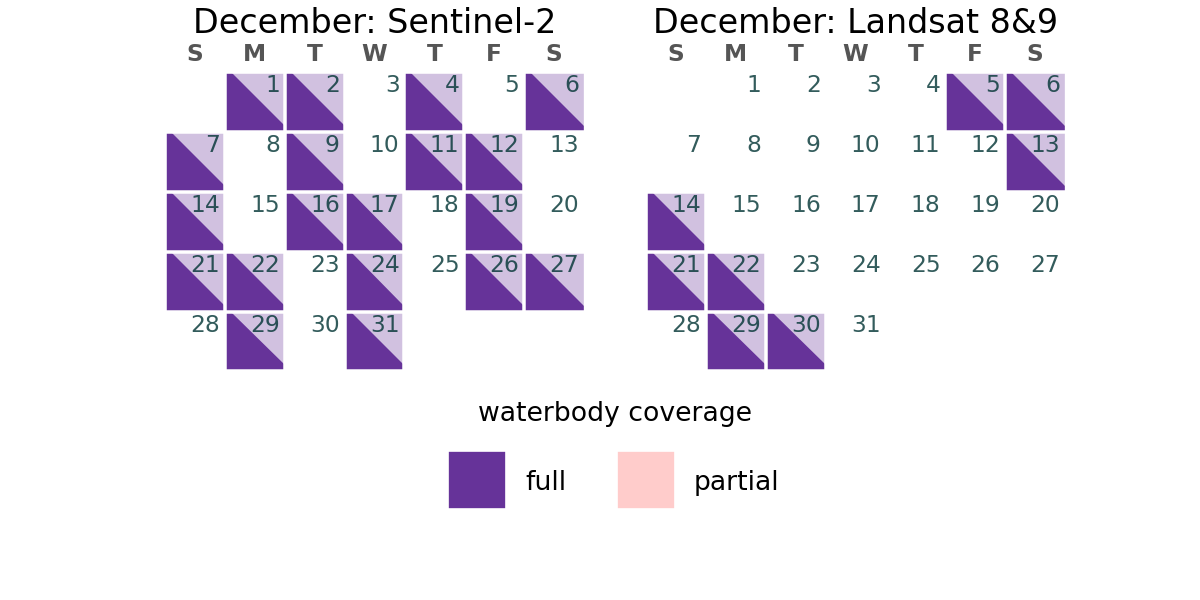 December: Sentinel-2
S M T W T F S
1 2 3 4 5 6
7 8 9 10 11 12 13
14 15 16 17 18 19 20
21 22 23 24 25 26 27
28 29 30 31
December: Landsat 8&9
S M T W T F S
1 2 3 4 5 6
7 8 9 10 11 12 13
14 15 16 17 18 19 20
21 22 23 24 25 26 27
28 29 30 31
waterbody coverage
full partial